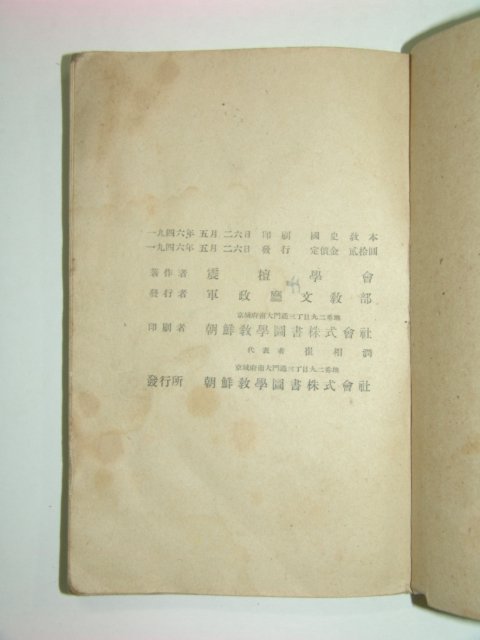 一九四六年 五月 二六日 印刷 國史敎本
一九四六年 五月 二六日 發行 定價金 貳拾圓
著作者 震檀學會
發行者 軍政廳文敎部
京城府南大門通三丁目九二番地
印刷者 朝鮮敎學圖書株式會社
代表者 崔相潤
京城府南大門通三丁目九二番地
發行所 朝鮮敎學圖書株式會社